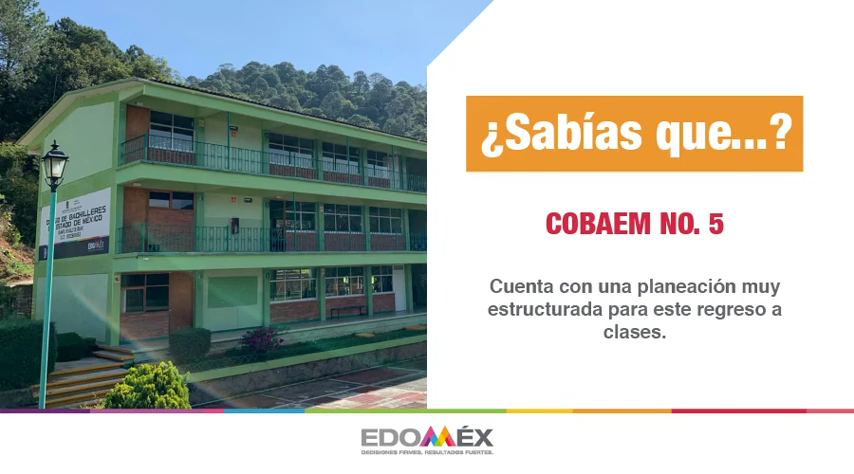 ¿Sabías que...?
COBAEM NO. 5
Cuenta con una planeación muy
estructurada para este regreso a
clases.
DE BACHILLERES
ESTADO DE MÉXICO
EDOMÉX
DECISIONES FIRMES, RESULTADOS FUERTES.